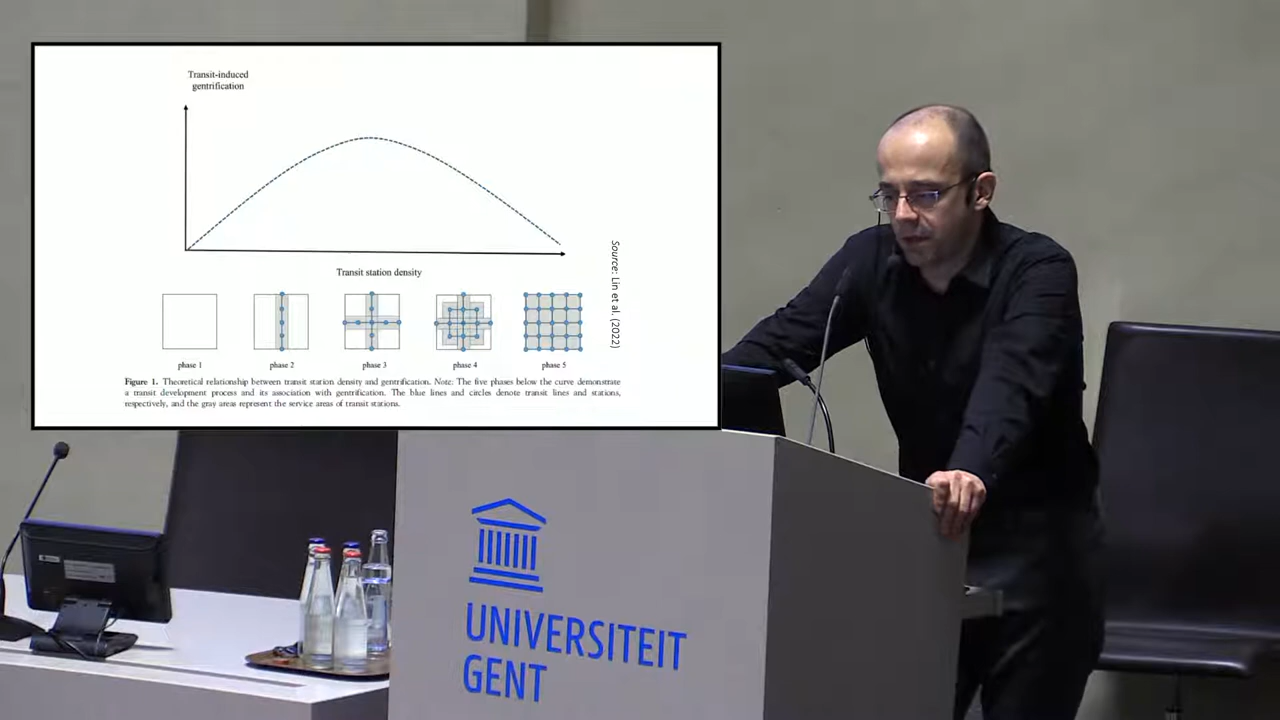 Transit-induced
gentrification
Transit station density
phase 1
phase 2
phase 3
phase 4
phase 5
Figure 1. Theoretical relationship between transit station density and gentrification. Note: The five phases below the curve demonstrate
a transit development process and its association with gentrification. The blue lines and circles denote transit lines and stations,
respectively, and the gray areas represent the service areas of transit stations.
Source: Lin et al. (2022)
UNIVERSITEIT
GENT